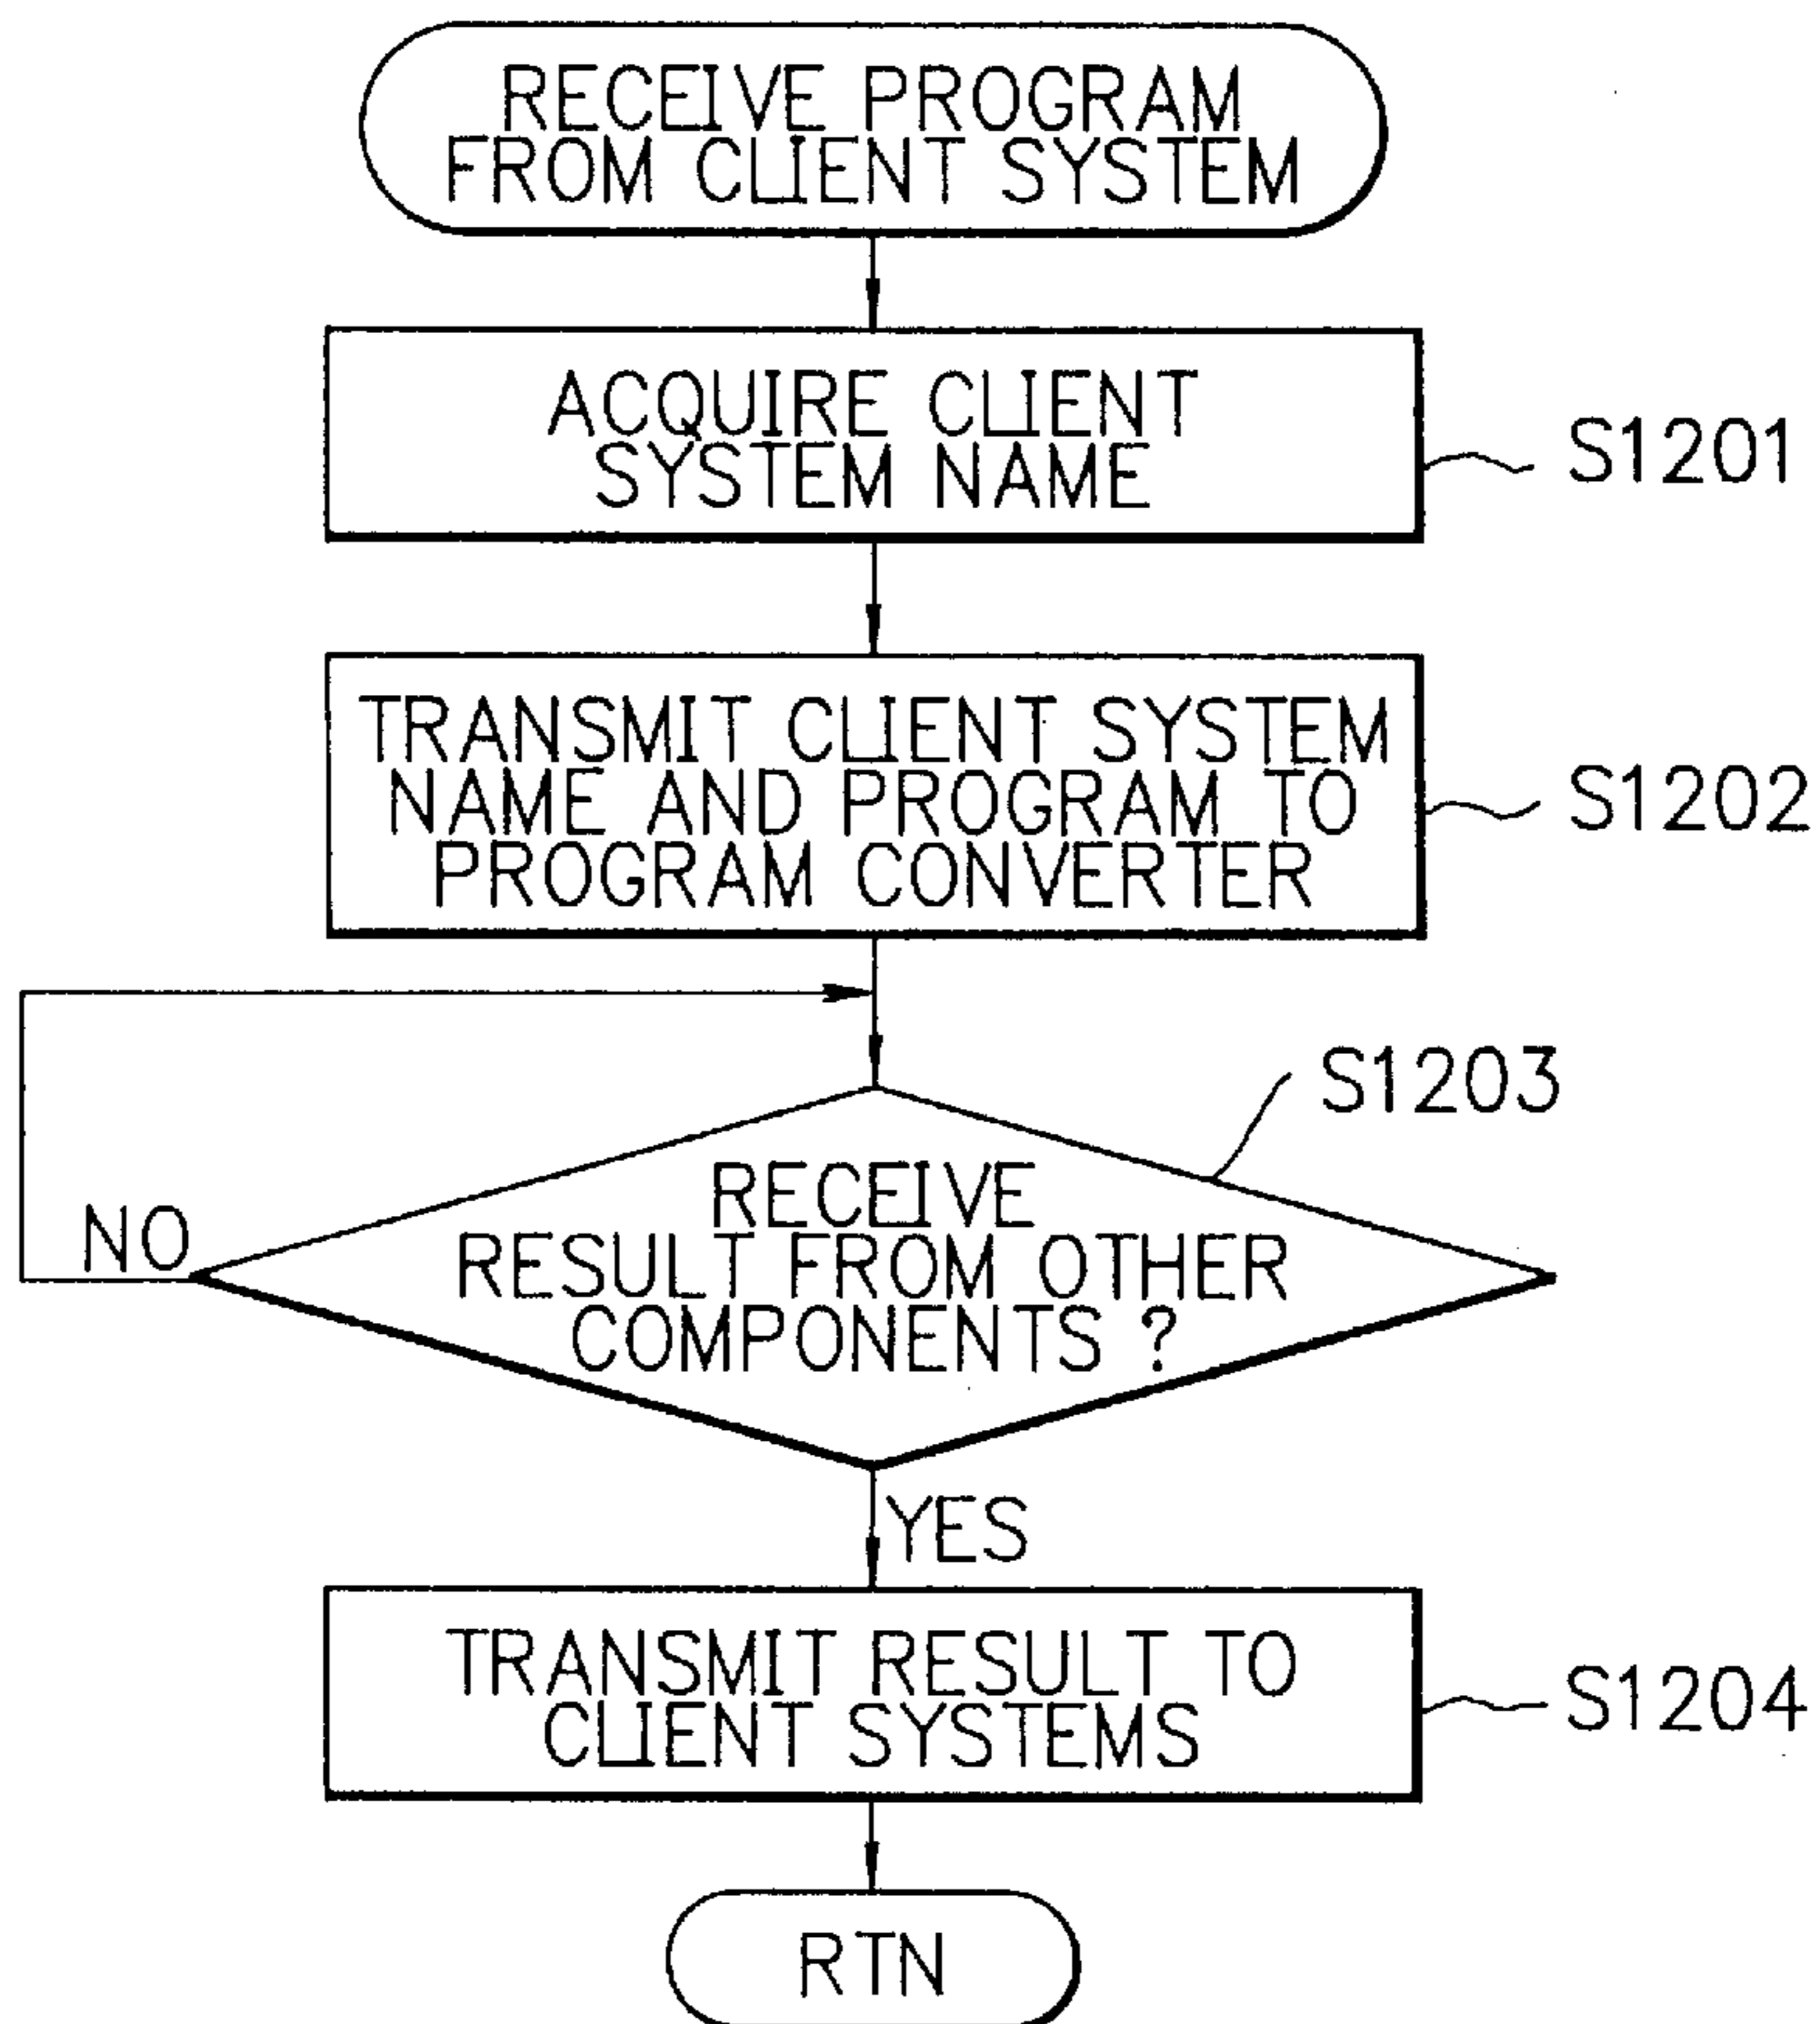 RECEIVE PROGRAM
FROM CLIENT SYSTEM
ACQUIRE CLIENT
SYSTEM NAME
S1201
TRANSMIT CLIENT SYSTEM
NAME AND PROGRAM TO
PROGRAM CONVERTER
S1202
S1203
RECEIVE
RESULT FROM OTHER
COMPONENTS ?
NO
YES
TRANSMIT RESULT TO
CLIENT SYSTEMS
S1204
RTN